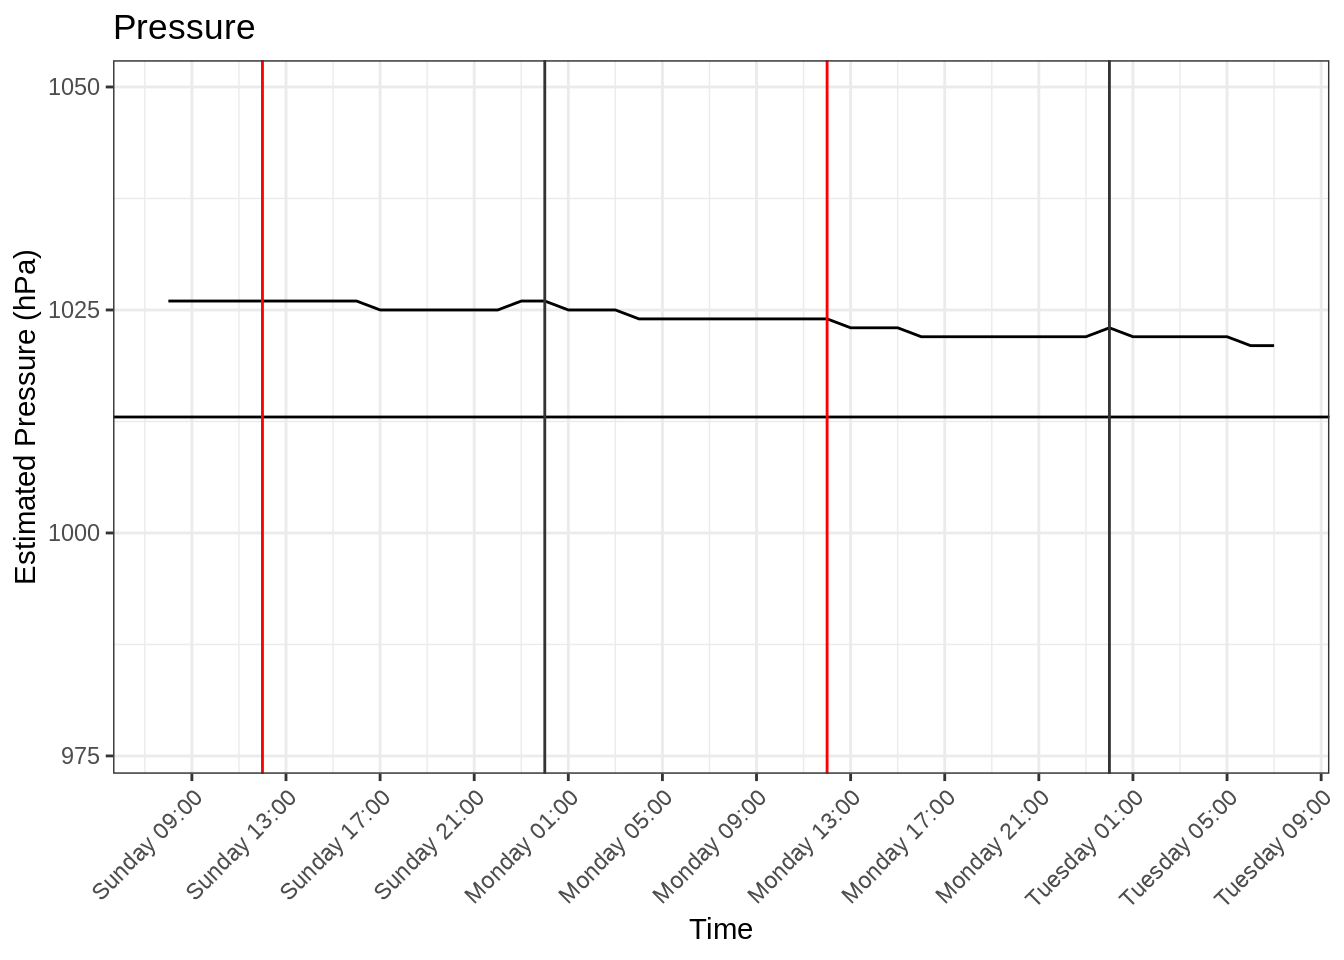 Pressure
Estimated Pressure (hPa)
1050
1025
1000
975
Sunday 09:00
Sunday 13:00
Sunday 17:00
Sunday 21:00
Monday 01:00
Monday 05:00
Monday 09:00
Monday 13:00
Monday 17:00
Monday 21:00
Tuesday 01:00
Tuesday 05:00
Tuesday 09:00
Time